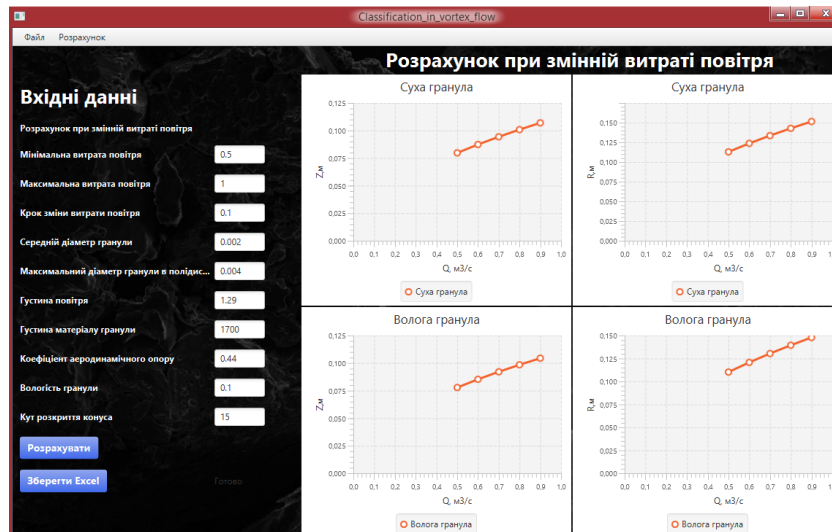 Classification_in_vortex_flow
Файл Розрахунок
Розрахунок при змінній витраті повітря
Вхідні данні
Розрахунок при змінній витраті повітря
Мінімальна витрата повітря 0.5
Максимальна витрата повітря 1
Крок зміни витрати повітря 0.1
Середній діаметр гранули 0.002
Максимальний діаметр гранули в полідис... 0.004
Густина повітря 1.29
Густина матеріалу гранули 1700
Коефіцієнт аеродинамічного опору 0.44
Вологість гранули 0.1
Кут розкриття конуса 15
Розрахувати
Зберегти Excel Готово
Суха гранула
Z,м
0,125
0,100
0,075
0,050
0,025
0,000
0,0 0,1 0,2 0,3 0,4 0,5 0,6 0,7 0,8 0,9 1,0
Q, м3/с
Суха гранула
Суха гранула
R,м
0,150
0,125
0,100
0,075
0,050
0,025
0,000
0,0 0,1 0,2 0,3 0,4 0,5 0,6 0,7 0,8 0,9 1,0
Q, м3/с
Суха гранула
Волога гранула
Z,м
0,125
0,100
0,075
0,050
0,025
0,000
0,0 0,1 0,2 0,3 0,4 0,5 0,6 0,7 0,8 0,9 1,0
Q, м3/с
Волога гранула
Волога гранула
R,м
0,150
0,125
0,100
0,075
0,050
0,025
0,000
0,0 0,1 0,2 0,3 0,4 0,5 0,6 0,7 0,8 0,9 1,0
Q, м3/с
Волога гранула